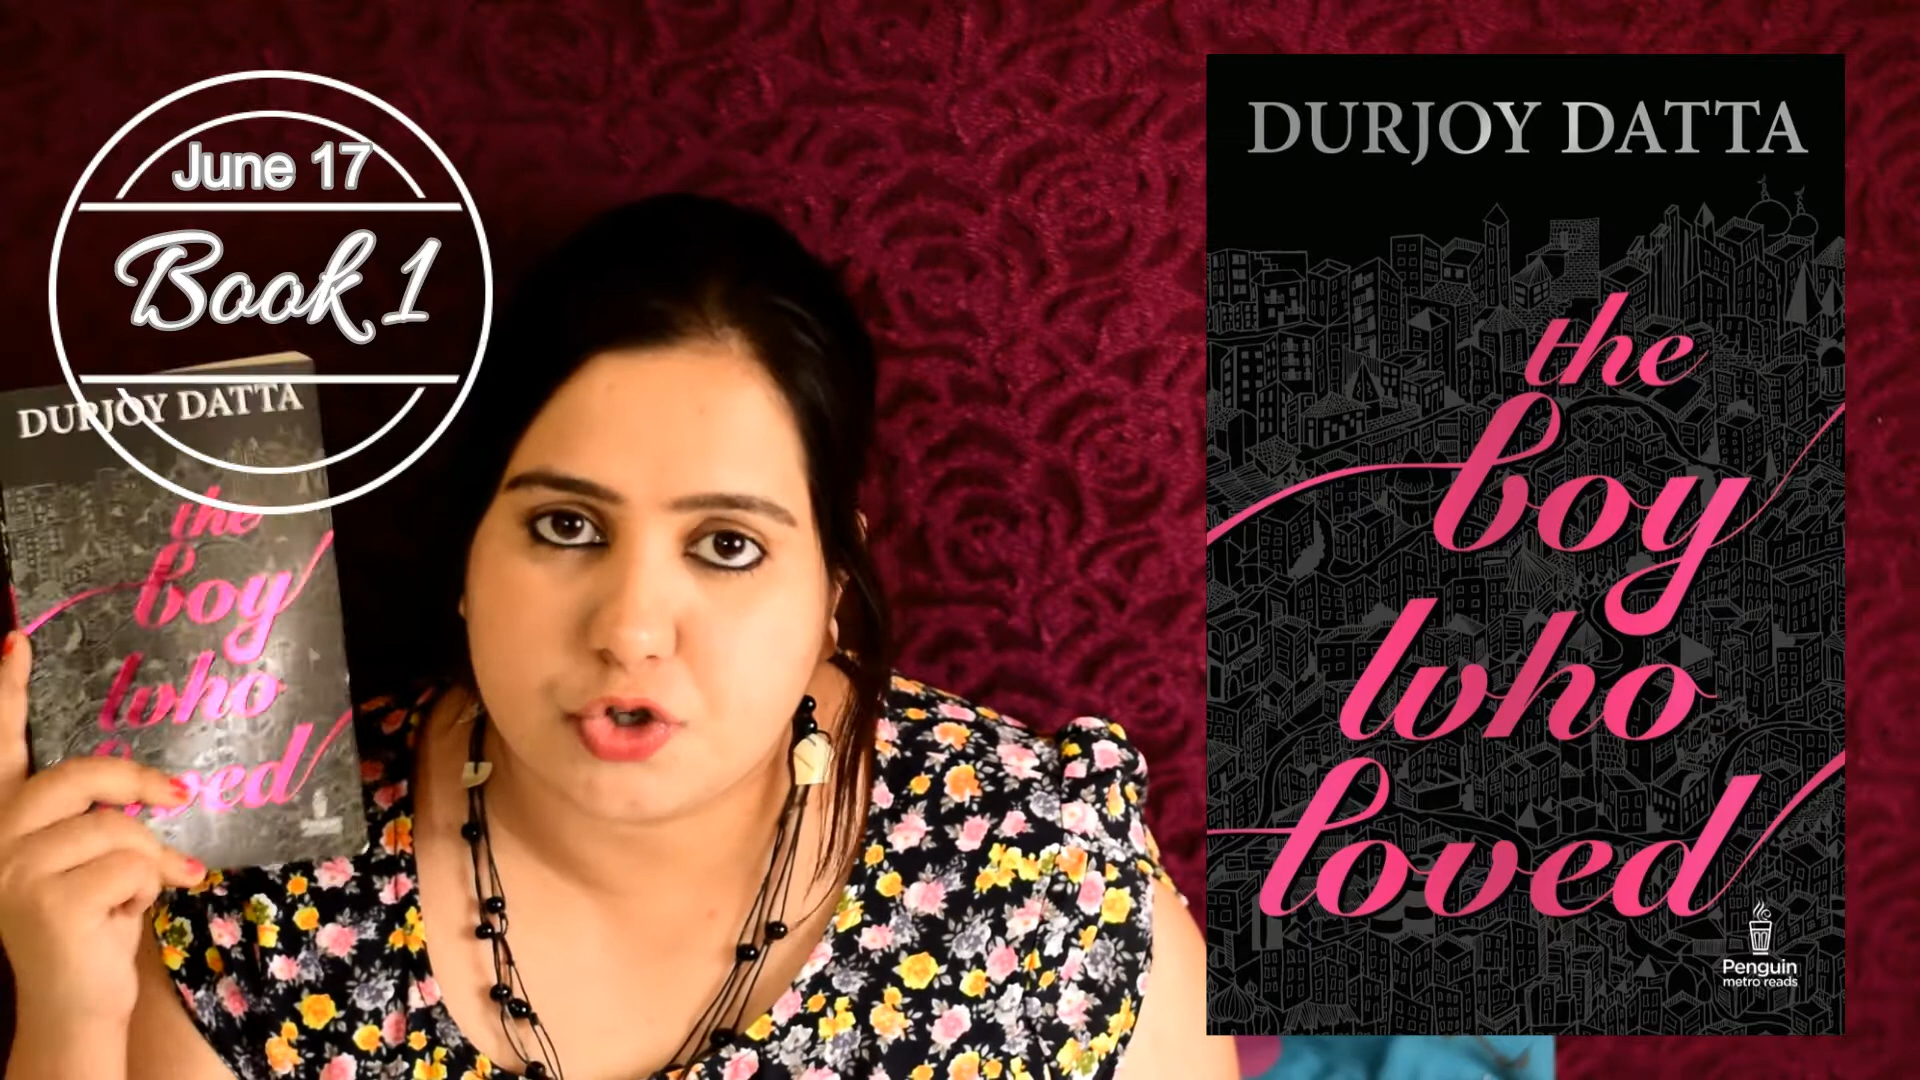 June 17
Book 1
DURJOY DATTA
the
boy
who
loved
DURJOY DATTA
the
boy
who
loved
Penguin
metro reads